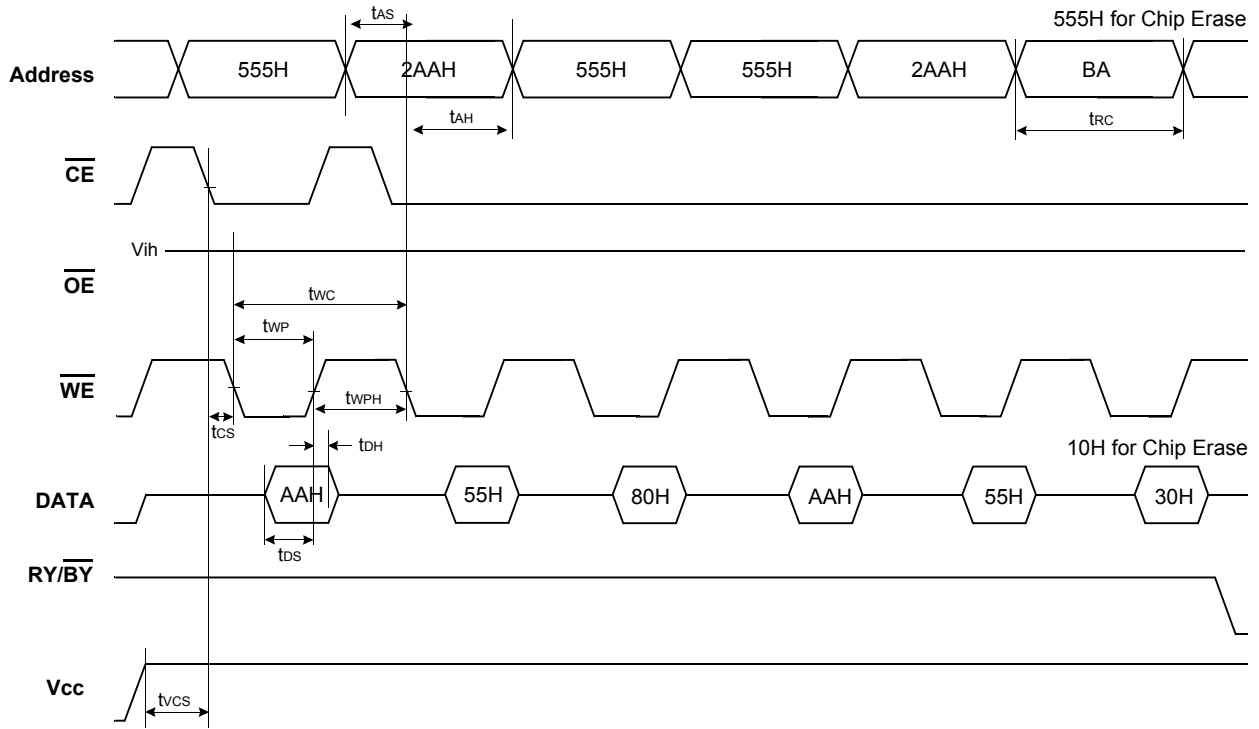 tAS
555H for Chip Erase
Address 555H 2AAH 555H 555H 2AAH BA
tAH tRC
CE
Vih
OE
tWC
tWP
WE
tWPH
tCS
tDH
10H for Chip Erase
DATA AAH 55H 80H AAH 55H 30H
tDS
RY/BY
Vcc
tVCS